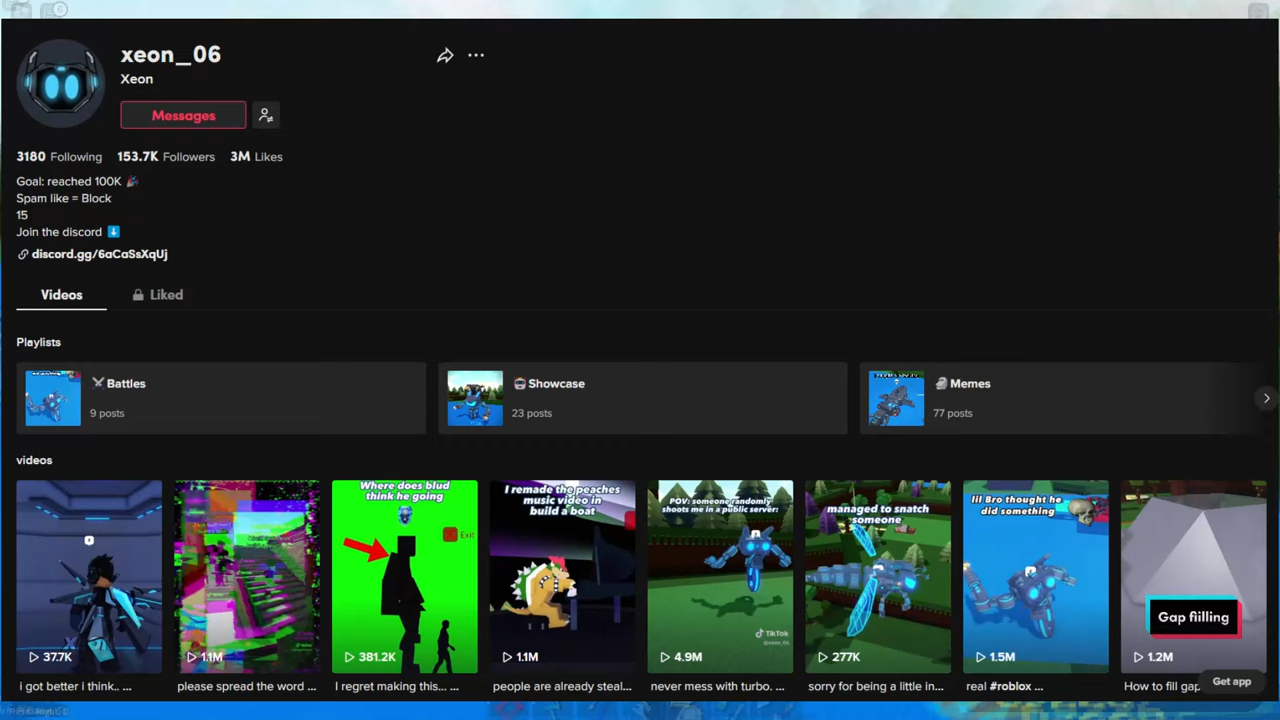 6
xeon_06
Xeon
Messages
3180 Following 153.7K Followers 3M Likes
Goal: reached 100K 🎉
Spam like = Block
15
Join the discord ⬇️
discord.gg/6aCaSsXqUj
Videos Liked
Playlists
⚔️Battles
9 posts
Showcase
23 posts
🗿Memes
77 posts
videos
37.7K
i got better i think.. ...
1.1M
please spread the word ...
Where does blud
think he going
Exit
381.2K
I regret making this... ...
I remade the peaches
music video in
build a boat
1.1M
people are already steal...
POV: someone randomly
shoots me in a public server:
TikTok
4.9M
never mess with turbo. ...
managed to snatch
someone
277K
sorry for being a little in...
lil Bro thought he
did something
1.5M
real #roblox ...
Gap fiilling
1.2M
How to fill gap
Get app